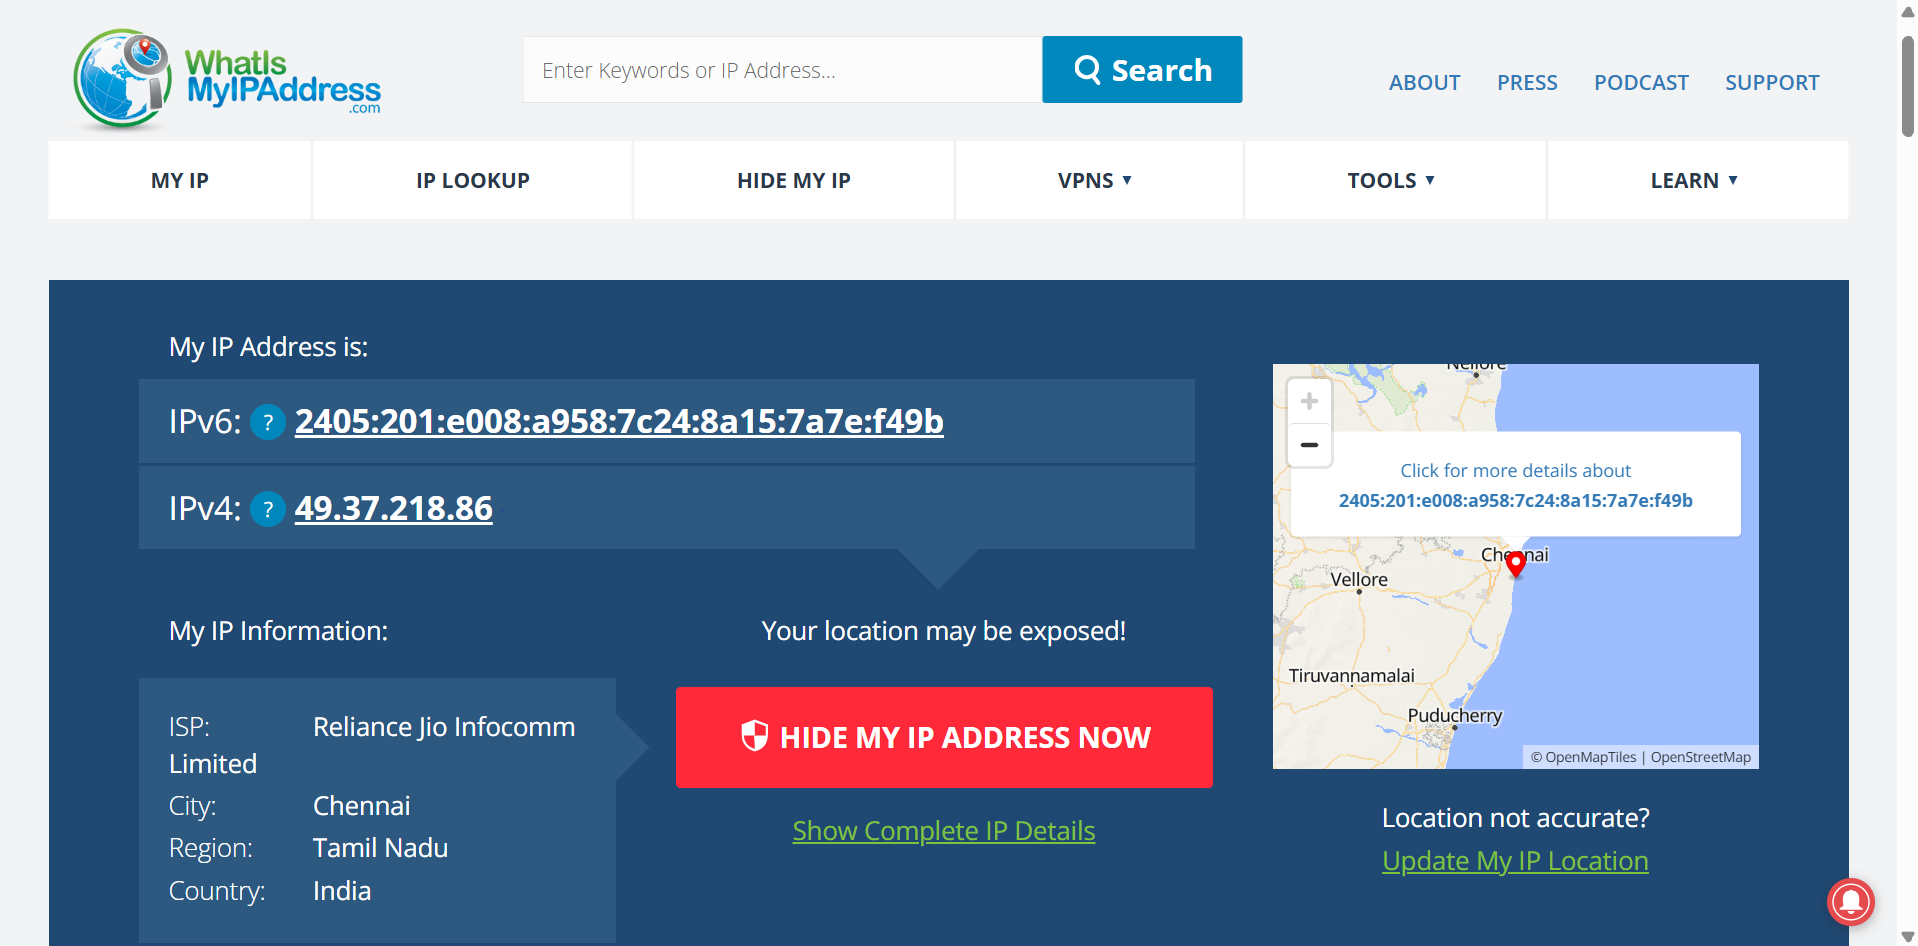 WhatIs
MyIPAddress
.com
Enter Keywords or IP Address...
Search
ABOUT
PRESS
PODCAST
SUPPORT
MY IP
IP LOOKUP
HIDE MY IP
VPNS ▼
TOOLS ▼
LEARN ▼
My IP Address is:
IPv6: ? 2405:201:e008:a958:7c24:8a15:7a7e:f49b
IPv4: ? 49.37.218.86
My IP Information:
ISP: Reliance Jio Infocomm
Limited
City: Chennai
Region: Tamil Nadu
Country: India
Your location may be exposed!
HIDE MY IP ADDRESS NOW
Show Complete IP Details
Nellore
+
−
Click for more details about
2405:201:e008:a958:7c24:8a15:7a7e:f49b
Chennai
Vellore
Tiruvannamalai
Puducherry
© OpenMapTiles | OpenStreetMap
Location not accurate?
Update My IP Location